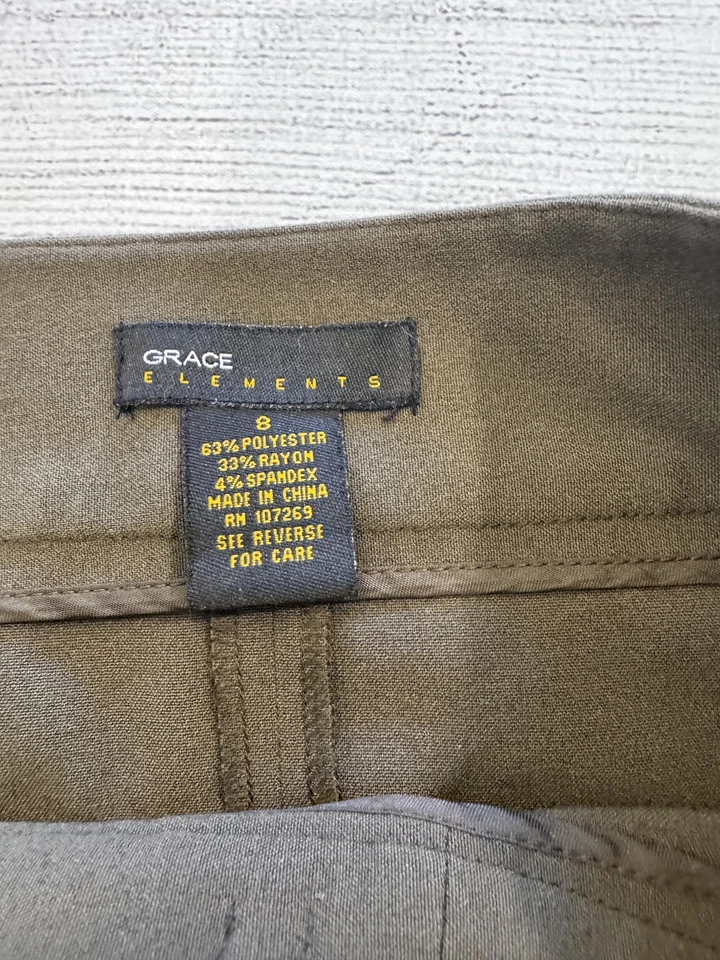 GRACE
ELEMENTS
8
63% POLYESTER
33% RAYON
4% SPANDEX
MADE IN CHINA
RN 107269
SEE REVERSE
FOR CARE